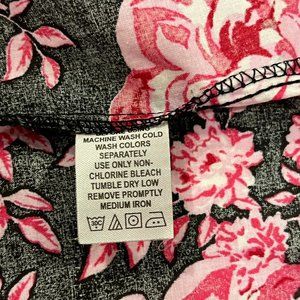 MACHINE WASH COLD
WASH COLORS
SEPARATELY
USE ONLY NON-
CHLORINE BLEACH
TUMBLE DRY LOW
REMOVE PROMPTLY
MEDIUM IRON